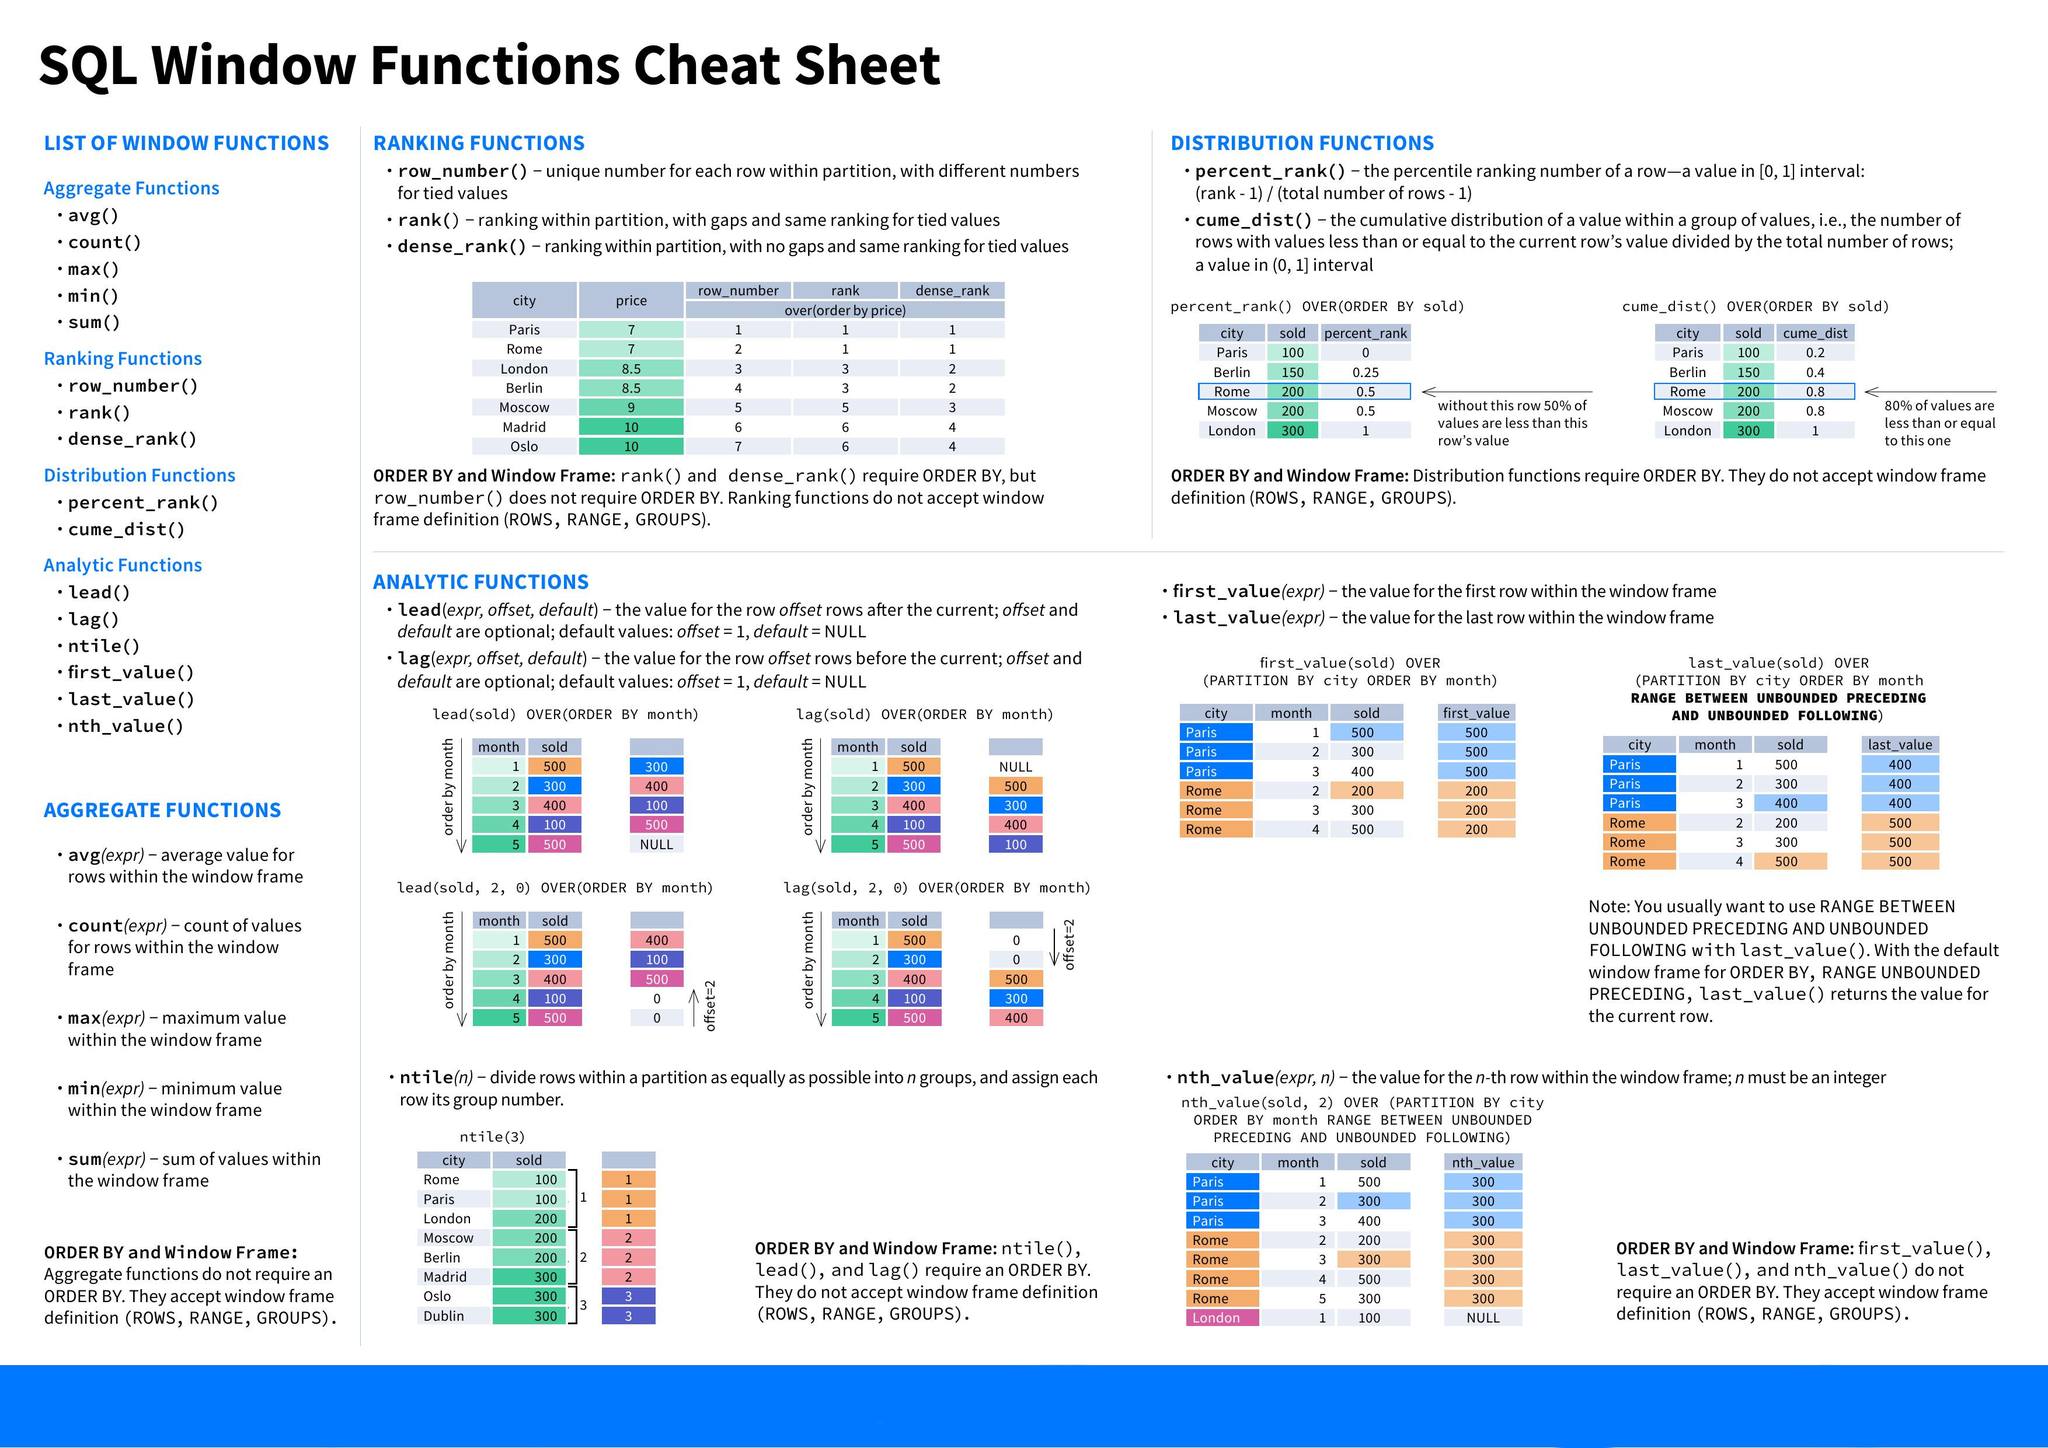 SQL Window Functions Cheat Sheet
LIST OF WINDOW FUNCTIONS
Aggregate Functions
• avg()
• count()
• max()
• min()
• sum()
Ranking Functions
• row_number()
• rank()
• dense_rank()
Distribution Functions
• percent_rank()
• cume_dist()
Analytic Functions
• lead()
• lag()
• ntile()
• first_value()
• last_value()
• nth_value()
AGGREGATE FUNCTIONS
• avg(expr) − average value for
rows within the window frame
• count(expr) − count of values
for rows within the window
frame
• max(expr) − maximum value
within the window frame
• min(expr) − minimum value
within the window frame
• sum(expr) − sum of values within
the window frame
ORDER BY and Window Frame:
Aggregate functions do not require an
ORDER BY. They accept window frame
definition (ROWS, RANGE, GROUPS).
RANKING FUNCTIONS
• row_number() − unique number for each row within partition, with different numbers
for tied values
• rank() − ranking within partition, with gaps and same ranking for tied values
• dense_rank() − ranking within partition, with no gaps and same ranking for tied values
city price row_number rank dense_rank
over(order by price)
Paris 7 1 1 1
Rome 7 2 1 1
London 8.5 3 3 2
Berlin 8.5 4 3 2
Moscow 9 5 5 3
Madrid 10 6 6 4
Oslo 10 7 6 4
ORDER BY and Window Frame: rank() and dense_rank() require ORDER BY, but
row_number() does not require ORDER BY. Ranking functions do not accept window
frame definition (ROWS, RANGE, GROUPS).
DISTRIBUTION FUNCTIONS
• percent_rank() − the percentile ranking number of a row—a value in [0, 1] interval:
(rank - 1) / (total number of rows - 1)
• cume_dist() − the cumulative distribution of a value within a group of values, i.e., the number of
rows with values less than or equal to the current row’s value divided by the total number of rows;
a value in (0, 1] interval
percent_rank() OVER(ORDER BY sold)
city sold percent_rank
Paris 100 0
Berlin 150 0.25
Rome 200 0.5
Moscow 200 0.5
London 300 1
without this row 50% of
values are less than this
row’s value
cume_dist() OVER(ORDER BY sold)
city sold cume_dist
Paris 100 0.2
Berlin 150 0.4
Rome 200 0.8
Moscow 200 0.8
London 300 1
80% of values are
less than or equal
to this one
ORDER BY and Window Frame: Distribution functions require ORDER BY. They do not accept window frame
definition (ROWS, RANGE, GROUPS).
ANALYTIC FUNCTIONS
• lead(expr, offset, default) − the value for the row offset rows after the current; offset and
default are optional; default values: offset = 1, default = NULL
• lag(expr, offset, default) − the value for the row offset rows before the current; offset and
default are optional; default values: offset = 1, default = NULL
lead(sold) OVER(ORDER BY month)
order by month
month sold
1 500 300
2 300 400
3 400 100
4 100 500
5 500 NULL
lag(sold) OVER(ORDER BY month)
order by month
month sold
1 500 NULL
2 300 500
3 400 300
4 100 400
5 500 100
lead(sold, 2, 0) OVER(ORDER BY month)
order by month
month sold
1 500 400
2 300 100
3 400 500
4 100 0
5 500 0
offset=2
lag(sold, 2, 0) OVER(ORDER BY month)
order by month
month sold
1 500 0
2 300 0
3 400 500
4 100 300
5 500 400
offset=2
• ntile(n) − divide rows within a partition as equally as possible into n groups, and assign each
row its group number.
ntile(3)
city sold
Rome 100 1
Paris 100 1 1
London 200 1
Moscow 200 2
Berlin 200 2 2
Madrid 300 2
Oslo 300 3 3
Dublin 300 3
ORDER BY and Window Frame: ntile(),
lead(), and lag() require an ORDER BY.
They do not accept window frame definition
(ROWS, RANGE, GROUPS).
• first_value(expr) − the value for the first row within the window frame
• last_value(expr) − the value for the last row within the window frame
first_value(sold) OVER
(PARTITION BY city ORDER BY month)
city month sold first_value
Paris 1 500 500
Paris 2 300 500
Paris 3 400 500
Rome 2 200 200
Rome 3 300 200
Rome 4 500 200
last_value(sold) OVER
(PARTITION BY city ORDER BY month
RANGE BETWEEN UNBOUNDED PRECEDING
AND UNBOUNDED FOLLOWING)
city month sold last_value
Paris 1 500 400
Paris 2 300 400
Paris 3 400 400
Rome 2 200 500
Rome 3 300 500
Rome 4 500 500
Note: You usually want to use RANGE BETWEEN
UNBOUNDED PRECEDING AND UNBOUNDED
FOLLOWING with last_value(). With the default
window frame for ORDER BY, RANGE UNBOUNDED
PRECEDING, last_value() returns the value for
the current row.
• nth_value(expr, n) − the value for the n-th row within the window frame; n must be an integer
nth_value(sold, 2) OVER (PARTITION BY city
ORDER BY month RANGE BETWEEN UNBOUNDED
PRECEDING AND UNBOUNDED FOLLOWING)
city month sold nth_value
Paris 1 500 300
Paris 2 300 300
Paris 3 400 300
Rome 2 200 300
Rome 3 300 300
Rome 4 500 300
Rome 5 300 300
London 1 100 NULL
ORDER BY and Window Frame: first_value(),
last_value(), and nth_value() do not
require an ORDER BY. They accept window frame
definition (ROWS, RANGE, GROUPS).